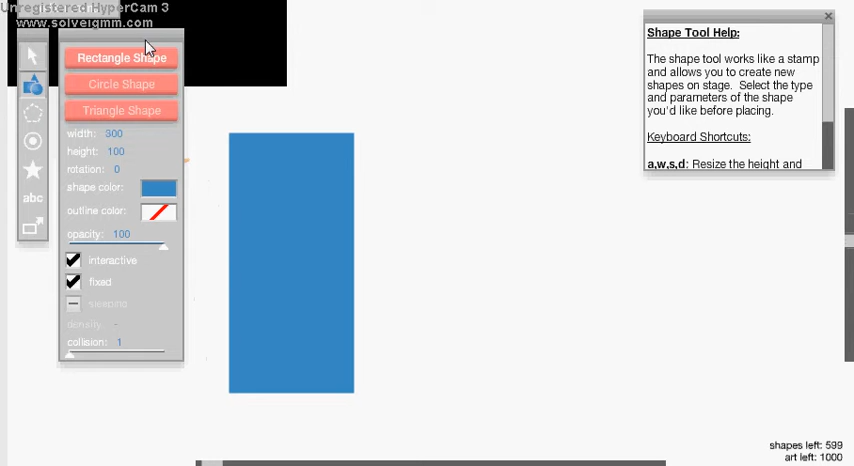 Unregistered HyperCam 3
www.solveigmm.com
Rectangle Shape
Circle Shape
Triangle Shape
width: 300
height: 100
rotation: 0
shape color:
outline color:
opacity: 100
interactive
fixed
sleeping
density: -
collision: 1
abc
Shape Tool Help:
The shape tool works like a stamp
and allows you to create new
shapes on stage. Select the type
and parameters of the shape
you'd like before placing.
Keyboard Shortcuts:
a,w,s,d: Resize the height and
shapes left: 599
art left: 1000